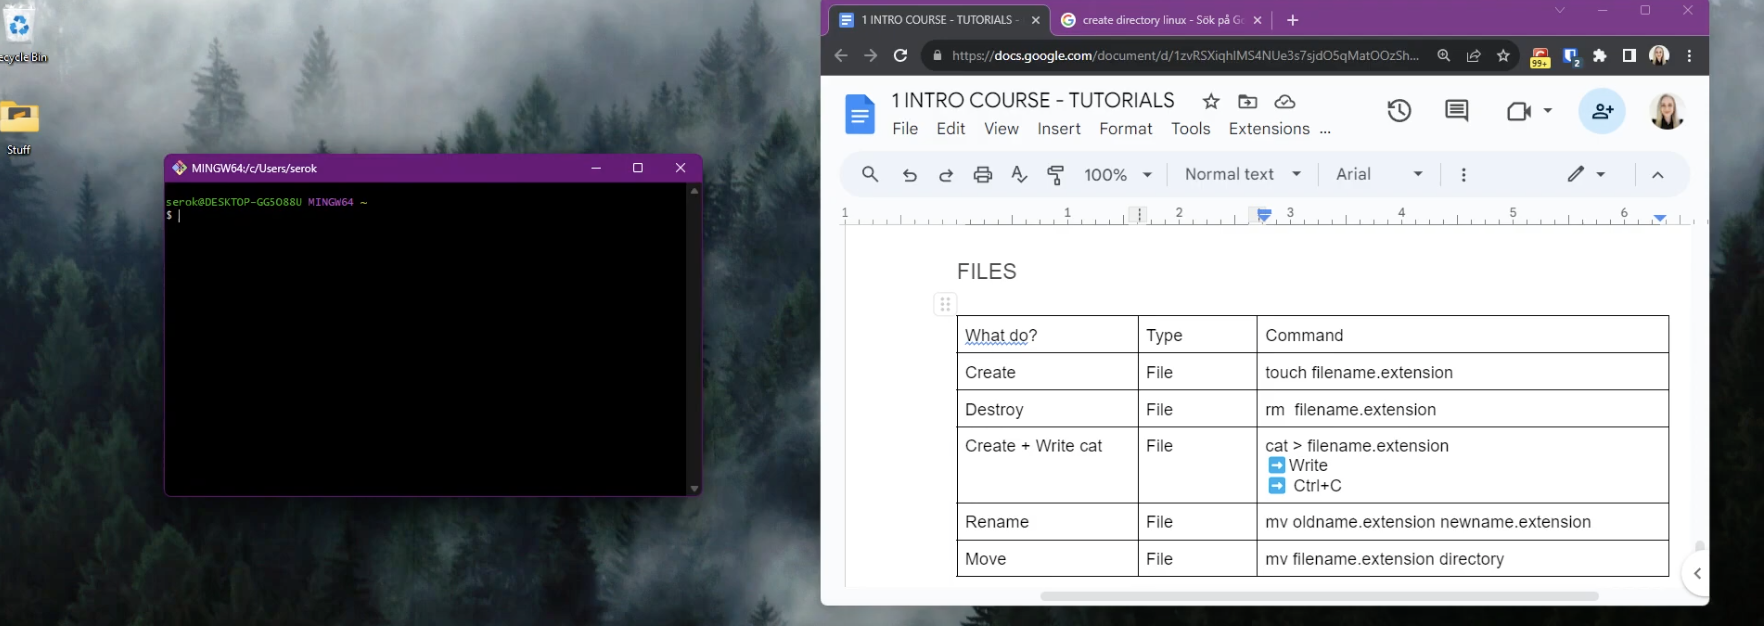 ecycle Bin
Stuff
MINGW64:/c/Users/serok
serok@DESKTOP-GG5O88U MINGW64 ~
$
1 INTRO COURSE - TUTORIALS -
create directory linux - Sök på Go
https://docs.google.com/document/d/1zvRSXiqhIMS4NUe3s7sjdO5qMatOOzSh...
99+
2
1 INTRO COURSE - TUTORIALS
File Edit View Insert Format Tools Extensions ...
100% Normal text Arial
1 1 2 3 4 5 6
FILES
What do? Type Command
Create File touch filename.extension
Destroy File rm filename.extension
Create + Write cat File cat > filename.extension
➡ Write
➡ Ctrl+C
Rename File mv oldname.extension newname.extension
Move File mv filename.extension directory